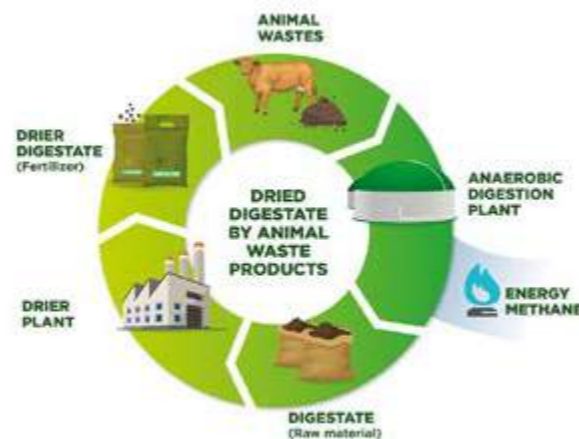 ANIMAL
WASTES
ANAEROBIC
DIGESTION
PLANT
ENERGY
METHANE
DIGESTATE
(Raw material)
DRIER
PLANT
DRIER
DIGESTATE
(Fertilizer)
DRIED
DIGESTATE
BY ANIMAL
WASTE
PRODUCTS